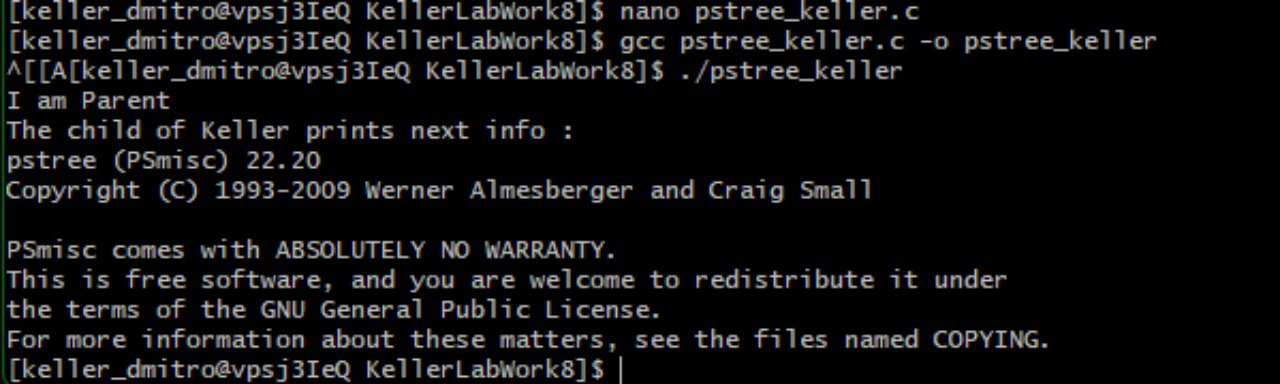 [keller_dmitro@vpsj3IeQ KellerLabWork8]$ nano pstree_keller.c
[keller_dmitro@vpsj3IeQ KellerLabWork8]$ gcc pstree_keller.c -o pstree_keller
^[[A[keller_dmitro@vpsj3IeQ KellerLabWork8]$ ./pstree_keller
I am Parent
The child of Keller prints next info :
pstree (PSmisc) 22.20
Copyright (C) 1993-2009 Werner Almesberger and Craig Small

PSmisc comes with ABSOLUTELY NO WARRANTY.
This is free software, and you are welcome to redistribute it under
the terms of the GNU General Public License.
For more information about these matters, see the files named COPYING.
[keller_dmitro@vpsj3IeQ KellerLabWork8]$